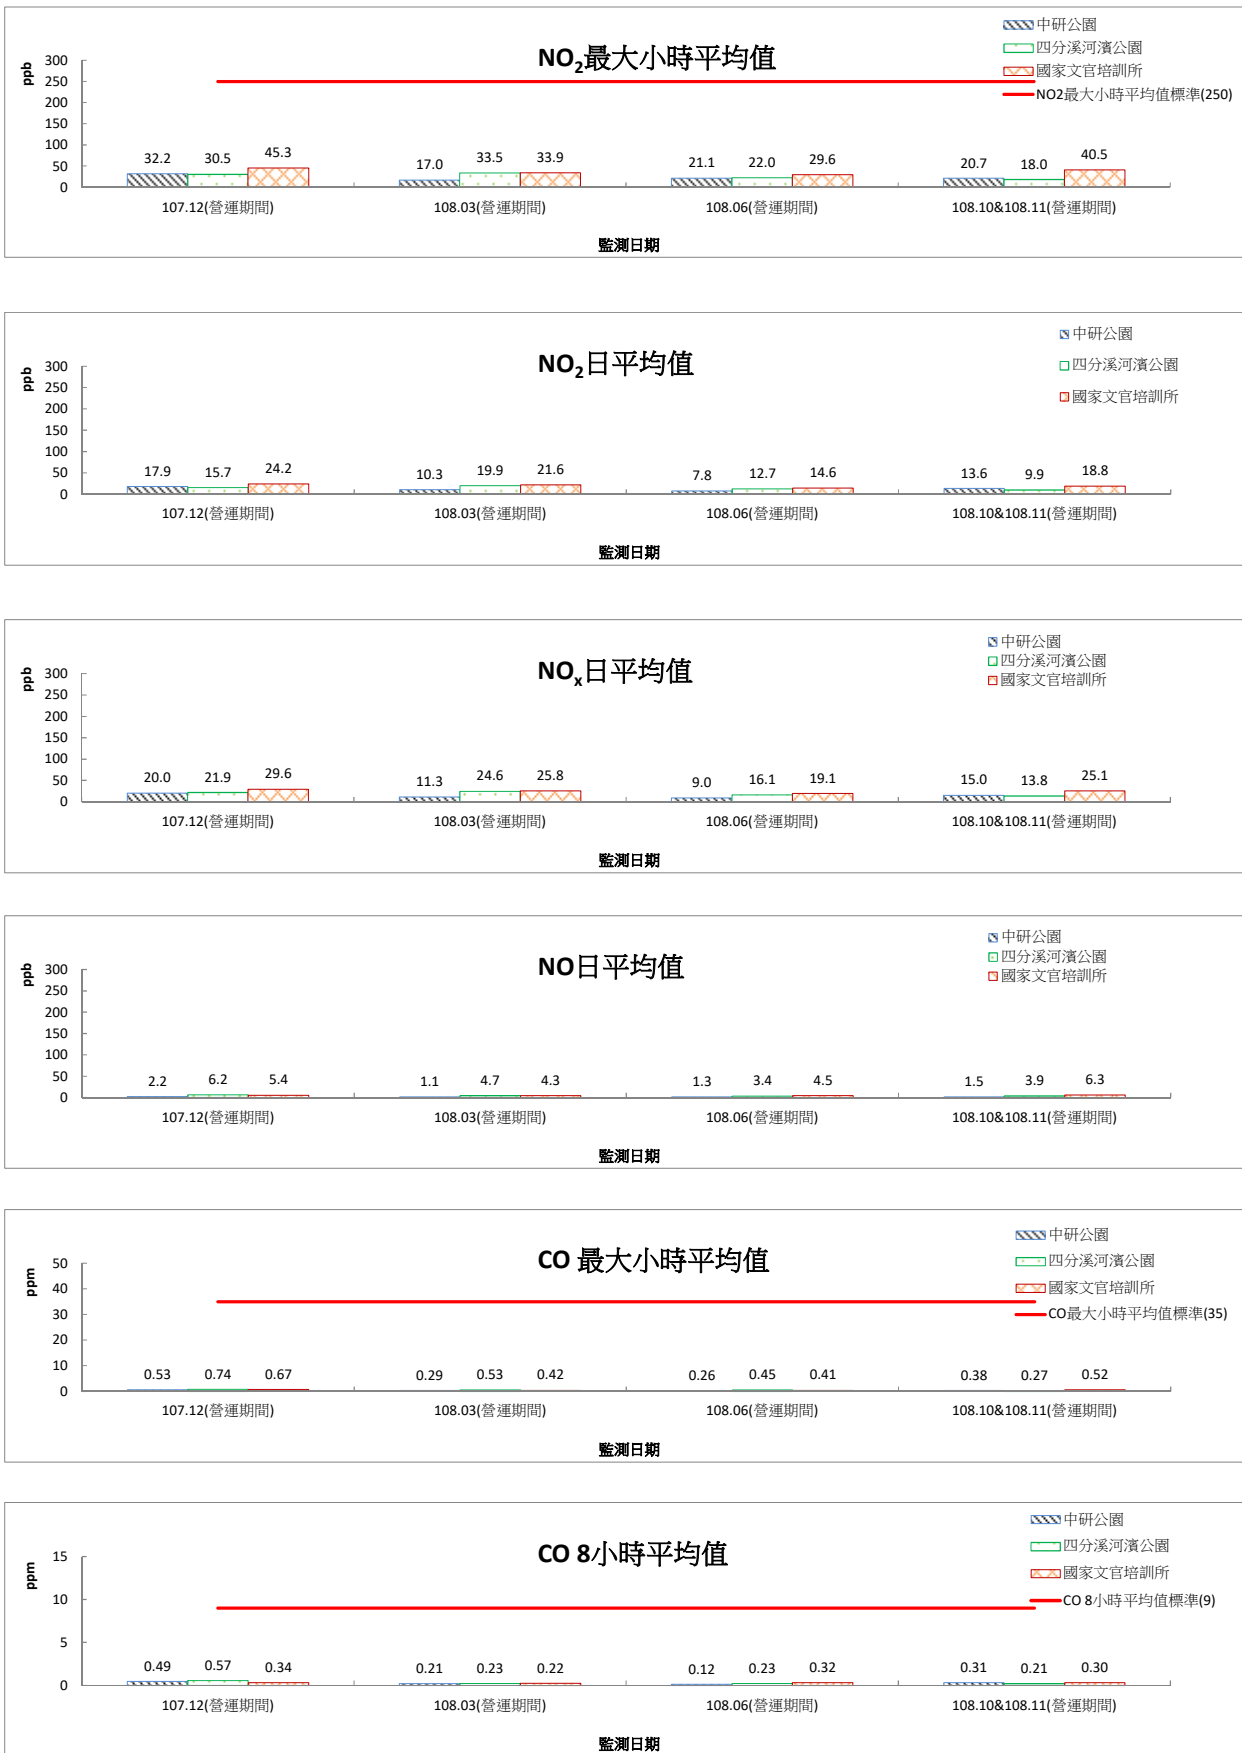 NO2最大小時平均值
中研公園
四分溪河濱公園
國家文官培訓所
NO2最大小時平均值標準(250)
ppb
300
250
200
150
100
50
0
32.2 30.5 45.3 17.0 33.5 33.9 21.1 22.0 29.6 20.7 18.0 40.5
107.12(營運期間) 108.03(營運期間) 108.06(營運期間) 108.10&108.11(營運期間)
監測日期
NO2日平均值
中研公園
四分溪河濱公園
國家文官培訓所
ppb
300
250
200
150
100
50
0
17.9 15.7 24.2 10.3 19.9 21.6 7.8 12.7 14.6 13.6 9.9 18.8
107.12(營運期間) 108.03(營運期間) 108.06(營運期間) 108.10&108.11(營運期間)
監測日期
NOx日平均值
中研公園
四分溪河濱公園
國家文官培訓所
ppb
300
250
200
150
100
50
0
20.0 21.9 29.6 11.3 24.6 25.8 9.0 16.1 19.1 15.0 13.8 25.1
107.12(營運期間) 108.03(營運期間) 108.06(營運期間) 108.10&108.11(營運期間)
監測日期
NO日平均值
中研公園
四分溪河濱公園
國家文官培訓所
ppb
300
250
200
150
100
50
0
2.2 6.2 5.4 1.1 4.7 4.3 1.3 3.4 4.5 1.5 3.9 6.3
107.12(營運期間) 108.03(營運期間) 108.06(營運期間) 108.10&108.11(營運期間)
監測日期
CO 最大小時平均值
中研公園
四分溪河濱公園
國家文官培訓所
CO最大小時平均值標準(35)
ppm
50
40
30
20
10
0
0.53 0.74 0.67 0.29 0.53 0.42 0.26 0.45 0.41 0.38 0.27 0.52
107.12(營運期間) 108.03(營運期間) 108.06(營運期間) 108.10&108.11(營運期間)
監測日期
CO 8小時平均值
中研公園
四分溪河濱公園
國家文官培訓所
CO 8小時平均值標準(9)
ppm
15
10
5
0
0.49 0.57 0.34 0.21 0.23 0.22 0.12 0.23 0.32 0.31 0.21 0.30
107.12(營運期間) 108.03(營運期間) 108.06(營運期間) 108.10&108.11(營運期間)
監測日期